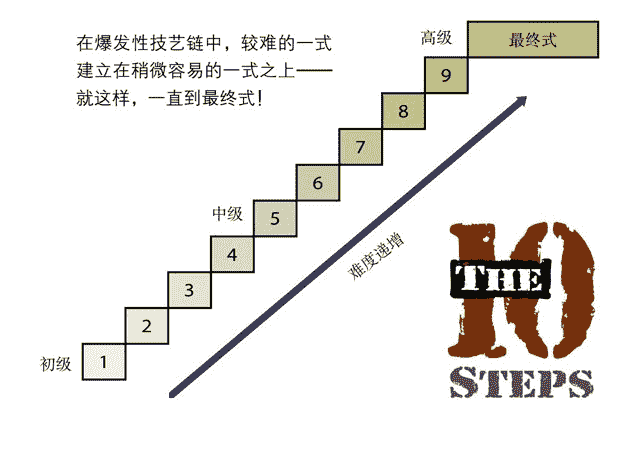 在爆发性技艺链中，较难的一式
建立在稍微容易的一式之上——
就这样，一直到最终式！
高级
最终式
9
8
7
6
中级
5
4
3
2
初级
1
难度递增
10
THE
STEPS